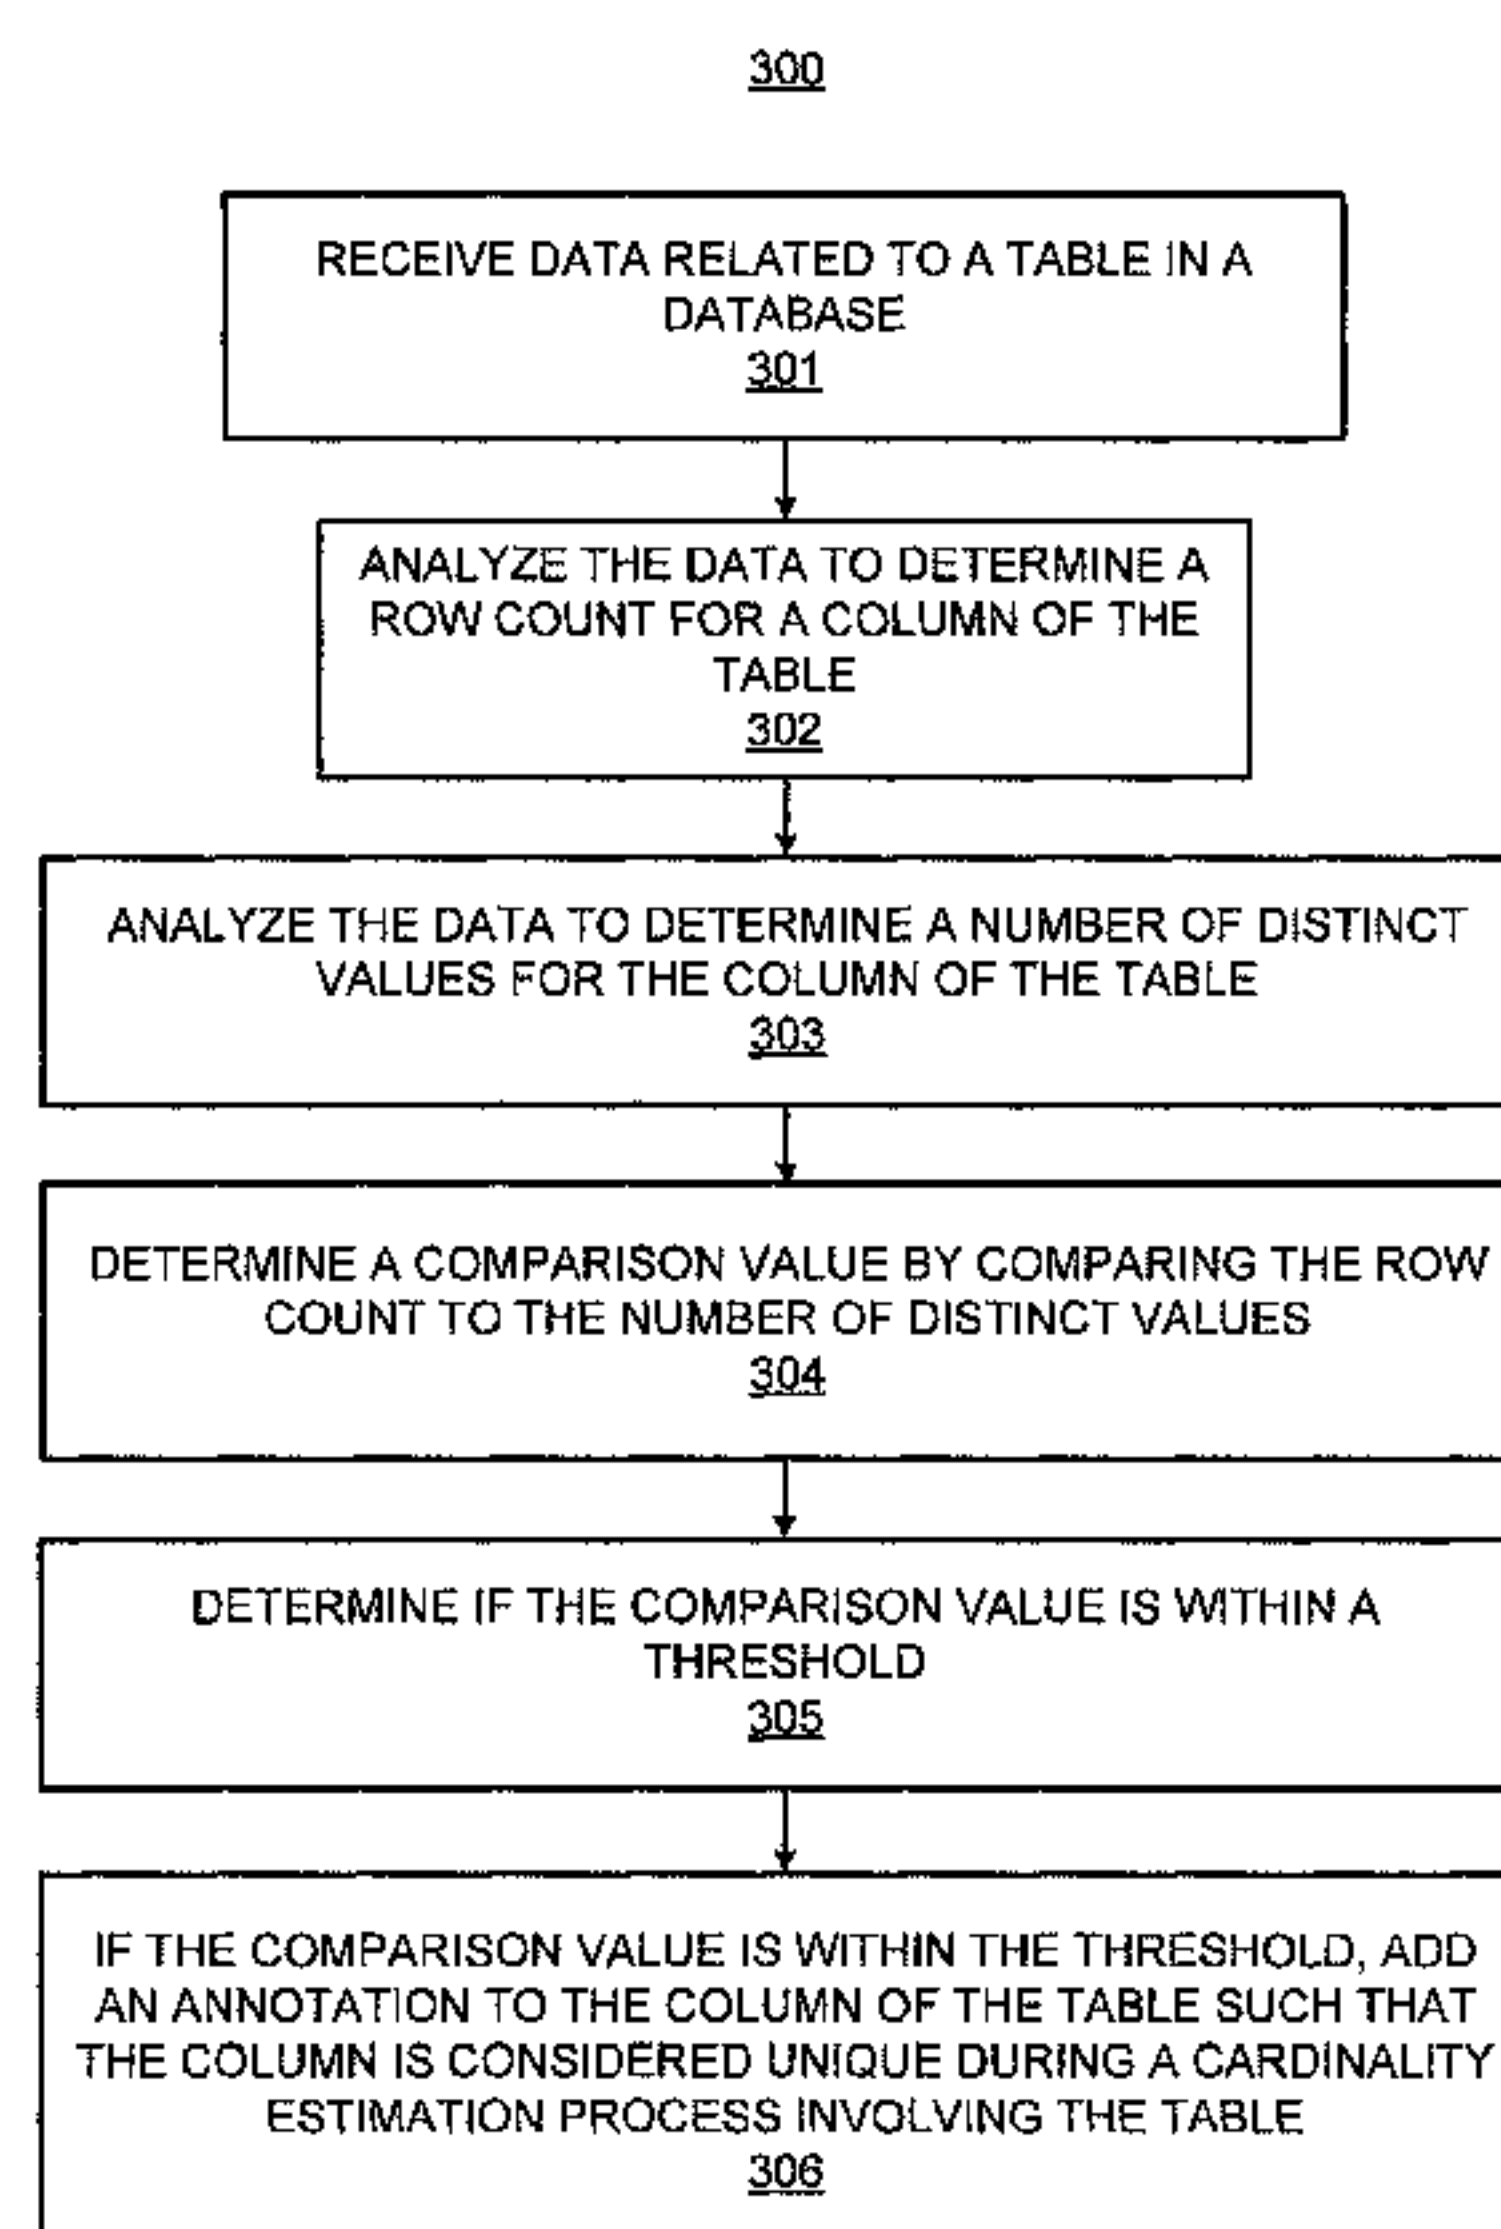 300
RECEIVE DATA RELATED TO A TABLE IN A
DATABASE
301
ANALYZE THE DATA TO DETERMINE A
ROW COUNT FOR A COLUMN OF THE
TABLE
302
ANALYZE THE DATA TO DETERMINE A NUMBER OF DISTINCT
VALUES FOR THE COLUMN OF THE TABLE
303
DETERMINE A COMPARISON VALUE BY COMPARING THE ROW
COUNT TO THE NUMBER OF DISTINCT VALUES
304
DETERMINE IF THE COMPARISON VALUE IS WITHIN A
THRESHOLD
305
IF THE COMPARISON VALUE IS WITHIN THE THRESHOLD, ADD
AN ANNOTATION TO THE COLUMN OF THE TABLE SUCH THAT
THE COLUMN IS CONSIDERED UNIQUE DURING A CARDINALITY
ESTIMATION PROCESS INVOLVING THE TABLE
306